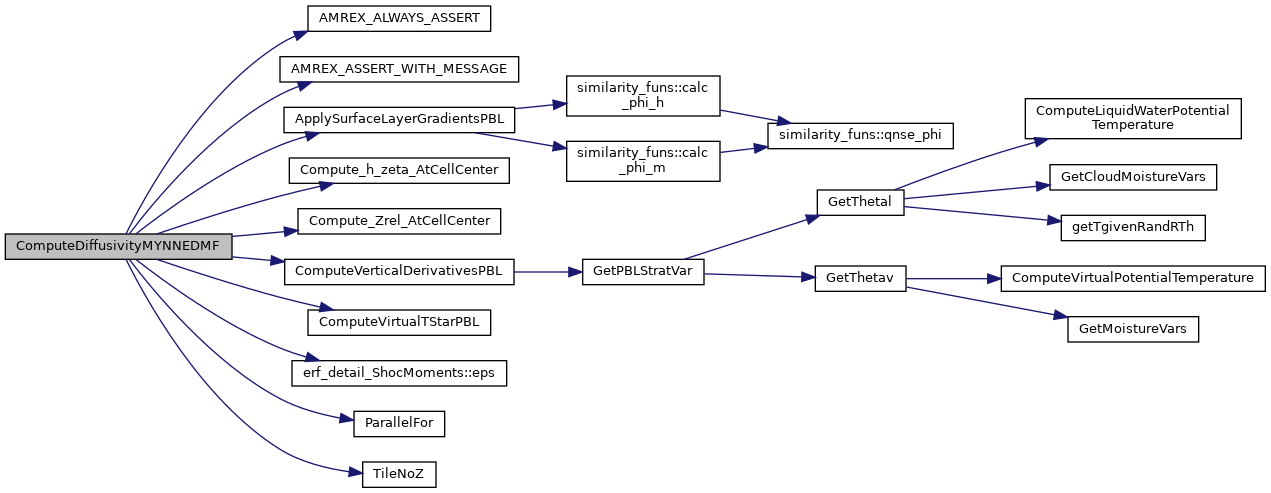 ComputeDiffusivityMYNNEDMF
AMREX_ALWAYS_ASSERT
AMREX_ASSERT_WITH_MESSAGE
ApplySurfaceLayerGradientsPBL
similarity_funs::calc
_phi_h
similarity_funs::calc
_phi_m
similarity_funs::qnse_phi
Compute_h_zeta_AtCellCenter
Compute_Zrel_AtCellCenter
ComputeVerticalDerivativesPBL
GetPBLStratVar
GetThetal
ComputeLiquidWaterPotential
Temperature
GetCloudMoistureVars
getTgivenRandRTh
GetThetav
ComputeVirtualPotentialTemperature
GetMoistureVars
ComputeVirtualTStarPBL
erf_detail_ShocMoments::eps
ParallelFor
TileNoZ